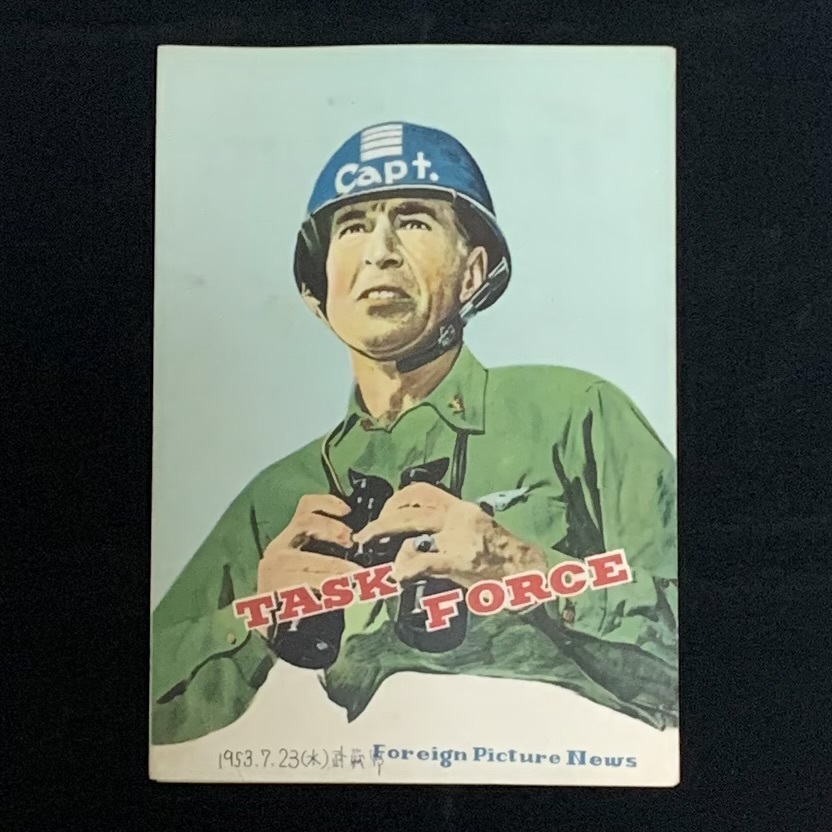 Capt.
TASK FORCE
1953.7.23(木) Foreign Picture News